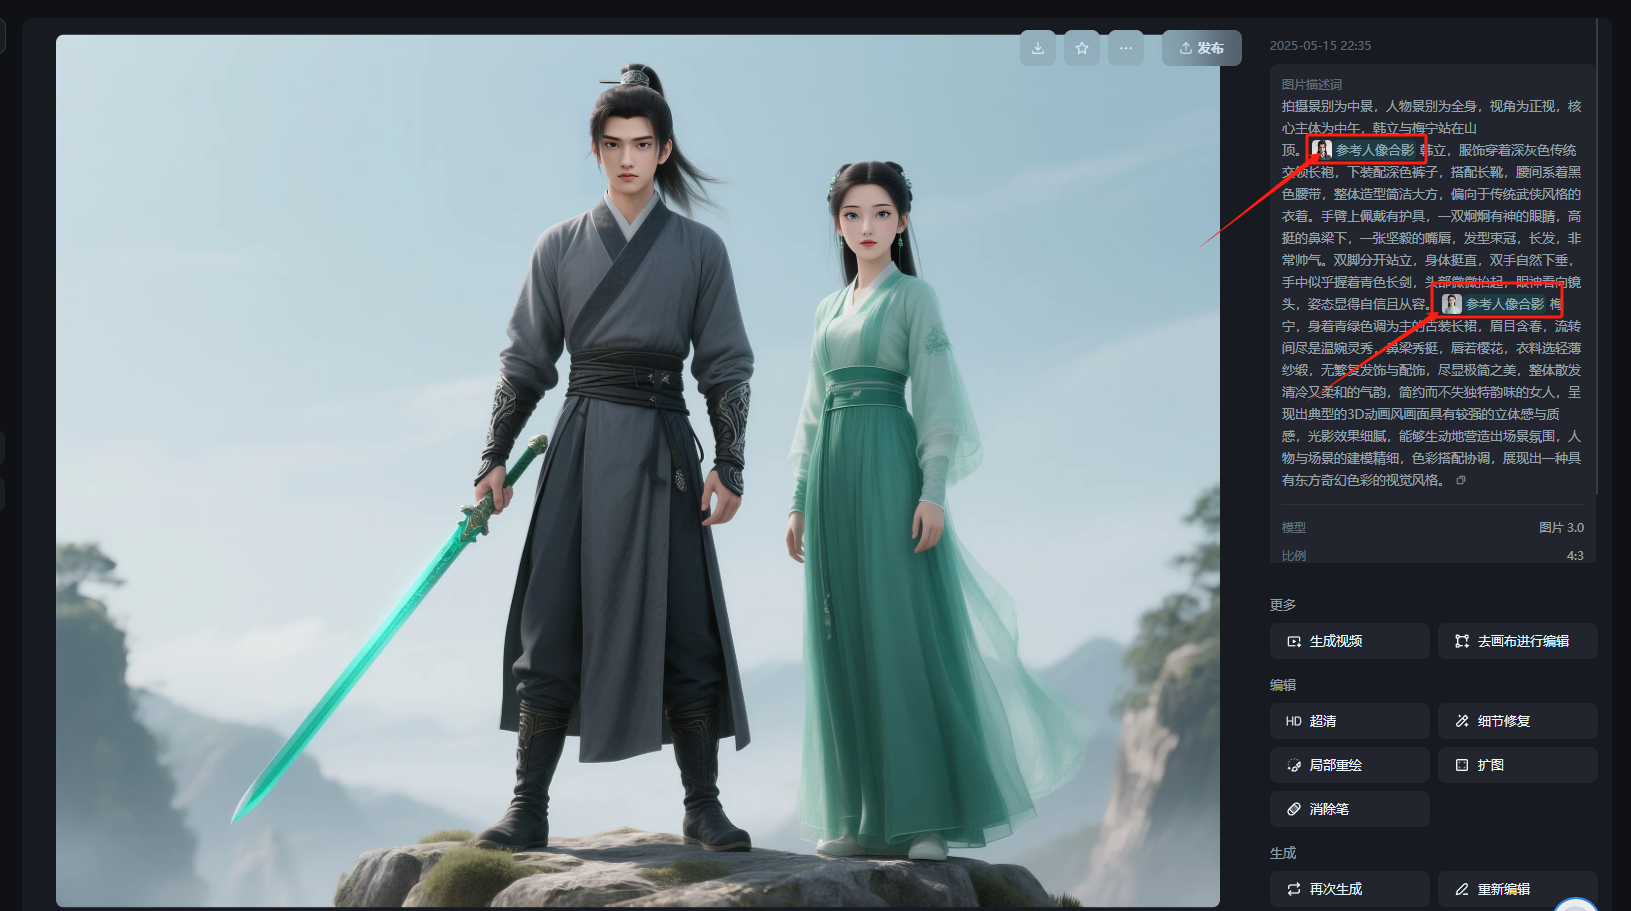 发布
2025-05-15 22:35
图片描述词
拍摄景别为中景，人物景别为全身，视角为正视，核
心主体为中午，韩立与梅宁站在山
顶。 参考人像合影 韩立，服饰穿着深灰色传统
交领长袍，下装配深色裤子，搭配长靴，腰间系着黑
色腰带，整体造型简洁大方，偏向于传统武侠风格的
衣着。手臂上佩戴有护具，一双炯炯有神的眼睛，高
挺的鼻梁下，一张坚毅的嘴唇，发型束冠，长发，非
常帅气。双脚分开站立，身体挺直，双手自然下垂，
手中似乎握着青色长剑，头部微微抬起，眼神看向镜
头，姿态显得自信且从容。 参考人像合影 梅
宁，身着青绿色调为主的古装长裙，眉目含春，流转
间尽是温婉灵秀，鼻梁秀挺，唇若樱花，衣料选轻薄
纱缎，无繁复发饰与配饰，尽显极简之美，整体散发
清冷又柔和的气韵，简约而不失独特韵味的女人，呈
现出典型的3D动画风画面具有较强的立体感与质
感，光影效果细腻，能够生动地营造出场景氛围，人
物与场景的建模精细，色彩搭配协调，展现出一种具
有东方奇幻色彩的视觉风格。
模型 图片 3.0
比例 4:3
更多
生成视频 去画布进行编辑
编辑
HD 超清 细节修复
局部重绘 扩图
消除笔
生成
再次生成 重新编辑